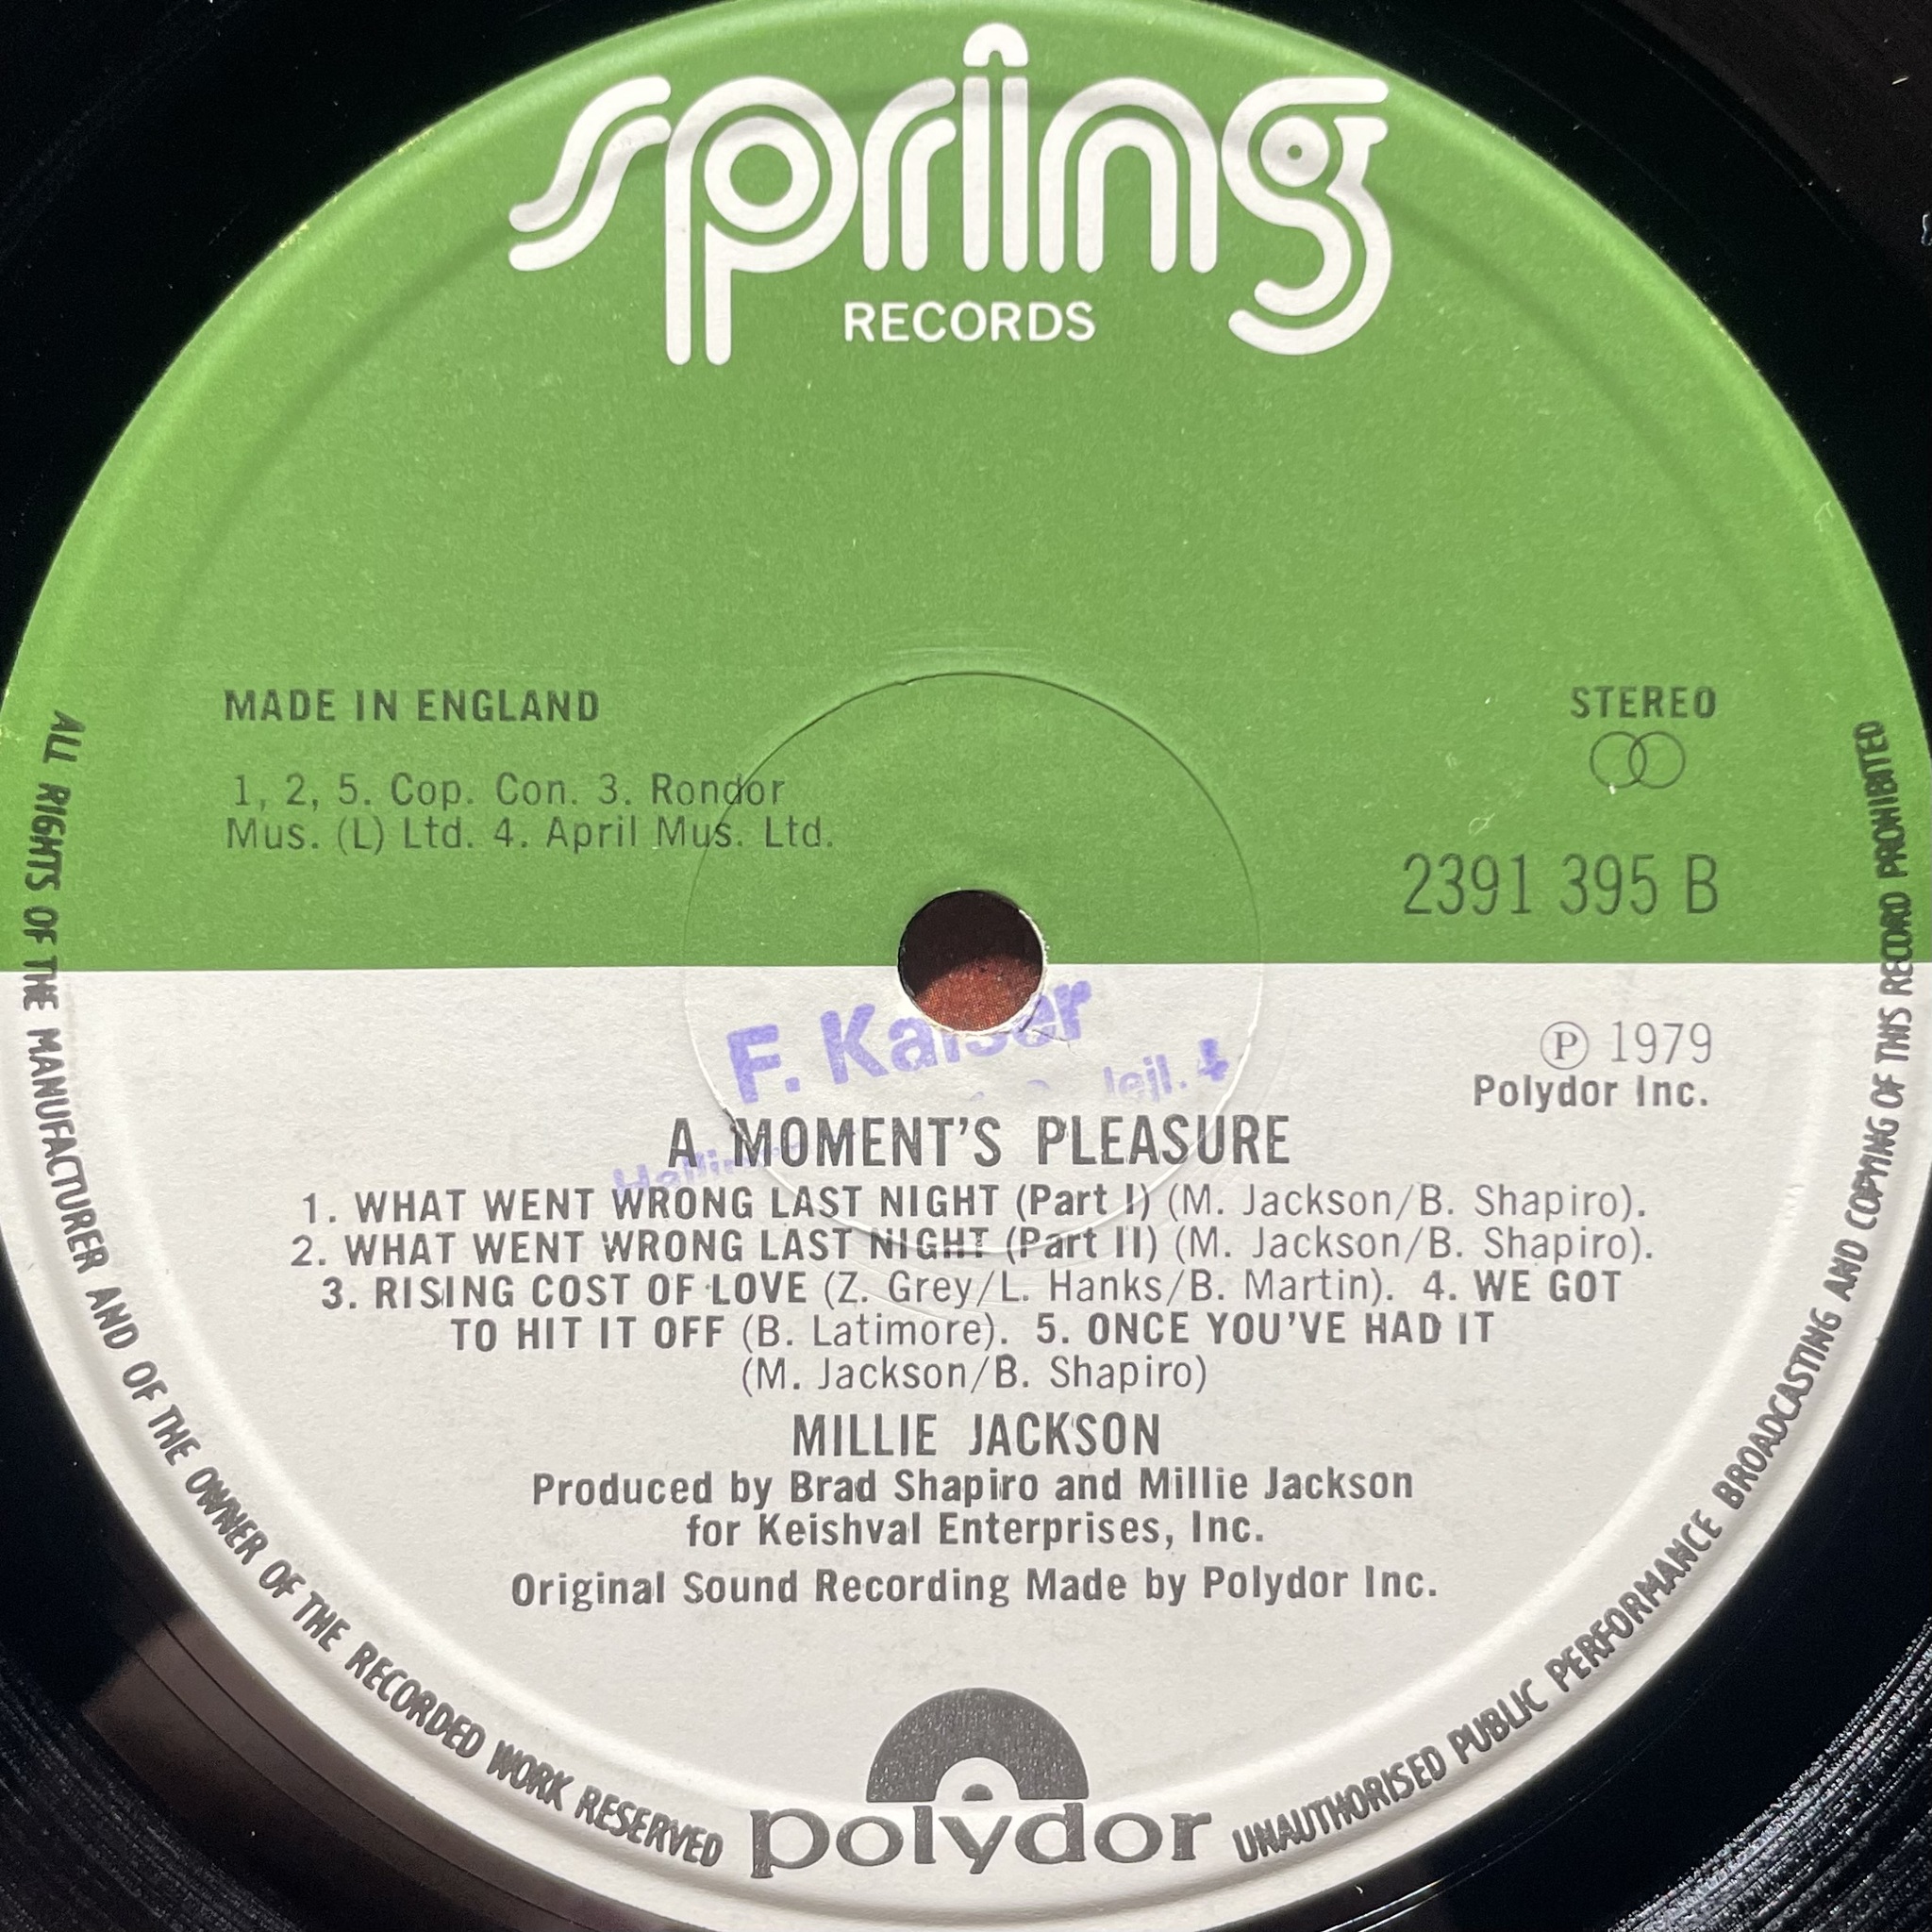 spring
RECORDS
MADE IN ENGLAND
STEREO
1, 2, 5. Cop. Con. 3. Rondor
Mus. (L) Ltd. 4. April Mus. Ltd.
2391 395 B
F. Kaiser
Ⓟ 1979
Polydor Inc.
A MOMENT'S PLEASURE
1. WHAT WENT WRONG LAST NIGHT (Part I) (M. Jackson/B. Shapiro).
2. WHAT WENT WRONG LAST NIGHT (Part II) (M. Jackson/B. Shapiro).
3. RISING COST OF LOVE (Z. Grey/L. Hanks/B. Martin). 4. WE GOT
TO HIT IT OFF (B. Latimore). 5. ONCE YOU'VE HAD IT
(M. Jackson/B. Shapiro)
MILLIE JACKSON
Produced by Brad Shapiro and Millie Jackson
for Keishval Enterprises, Inc.
Original Sound Recording Made by Polydor Inc.
polydor
ALL RIGHTS OF THE MANUFACTURER AND OF THE OWNER OF THE RECORDED WORK RESERVED
UNAUTHORISED PUBLIC PERFORMANCE BROADCASTING AND COPYING OF THIS RECORD PROHIBITED